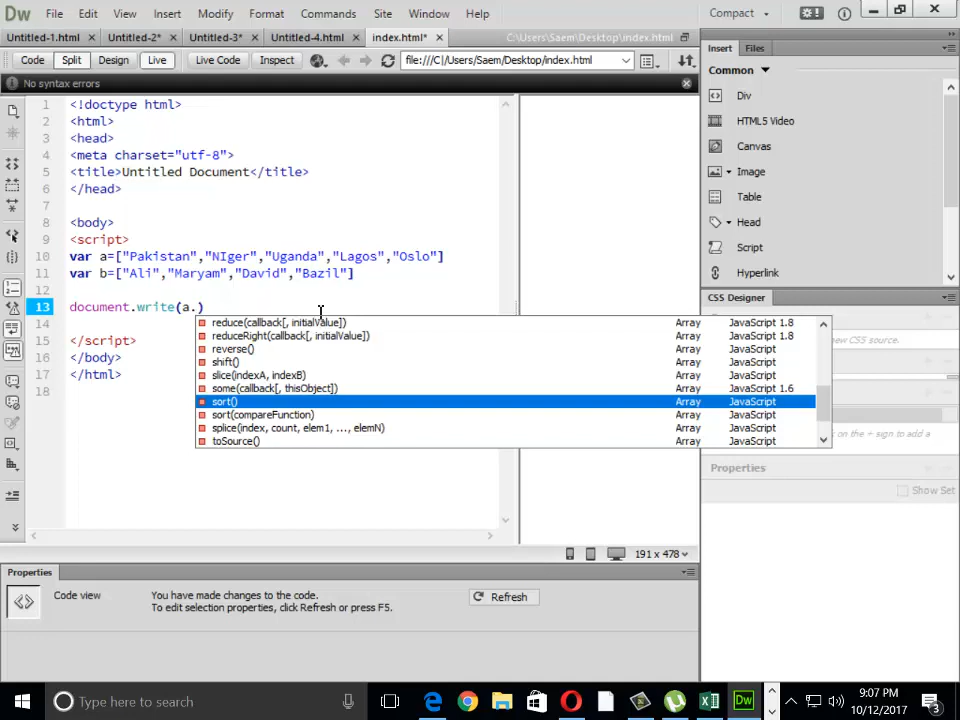 Dw File Edit View Insert Modify Format Commands Site Window Help Compact
Untitled-1.html Untitled-2* Untitled-3* Untitled-4.html index.html* C:\Users\Saem\Desktop\index.html
Code Split Design Live Live Code Inspect file:///C|/Users/Saem/Desktop/index.html
No syntax errors
1 <!doctype html>
2 <html>
3 <head>
4 <meta charset="utf-8">
5 <title>Untitled Document</title>
6 </head>
7
8 <body>
9 <script>
10 var a=["Pakistan","NIger","Uganda","Lagos","Oslo"]
11 var b=["Ali","Maryam","David","Bazil"]
12
13 document.write(a.)
14
15 </script>
16 </body>
17 </html>
18
reduce(callback[, initialValue]) Array JavaScript 1.8
reduceRight(callback[, initialValue]) Array JavaScript 1.8
reverse() Array JavaScript
shift() Array JavaScript
slice(indexA, indexB) Array JavaScript
some(callback[, thisObject]) Array JavaScript 1.6
sort() Array JavaScript
sort(compareFunction) Array JavaScript
splice(index, count, elem1, ..., elemN) Array JavaScript
toSource() Array JavaScript
191 x 478
Insert Files
Common
Div
HTML5 Video
Canvas
Image
Table
Head
Script
Hyperlink
CSS Designer
new CSS source.
on the + sign to add a
Properties
Show Set
Properties
Code view
You have made changes to the code.
To edit selection properties, click Refresh or press F5.
Refresh
Type here to search
Dw
9:07 PM
10/12/2017
3